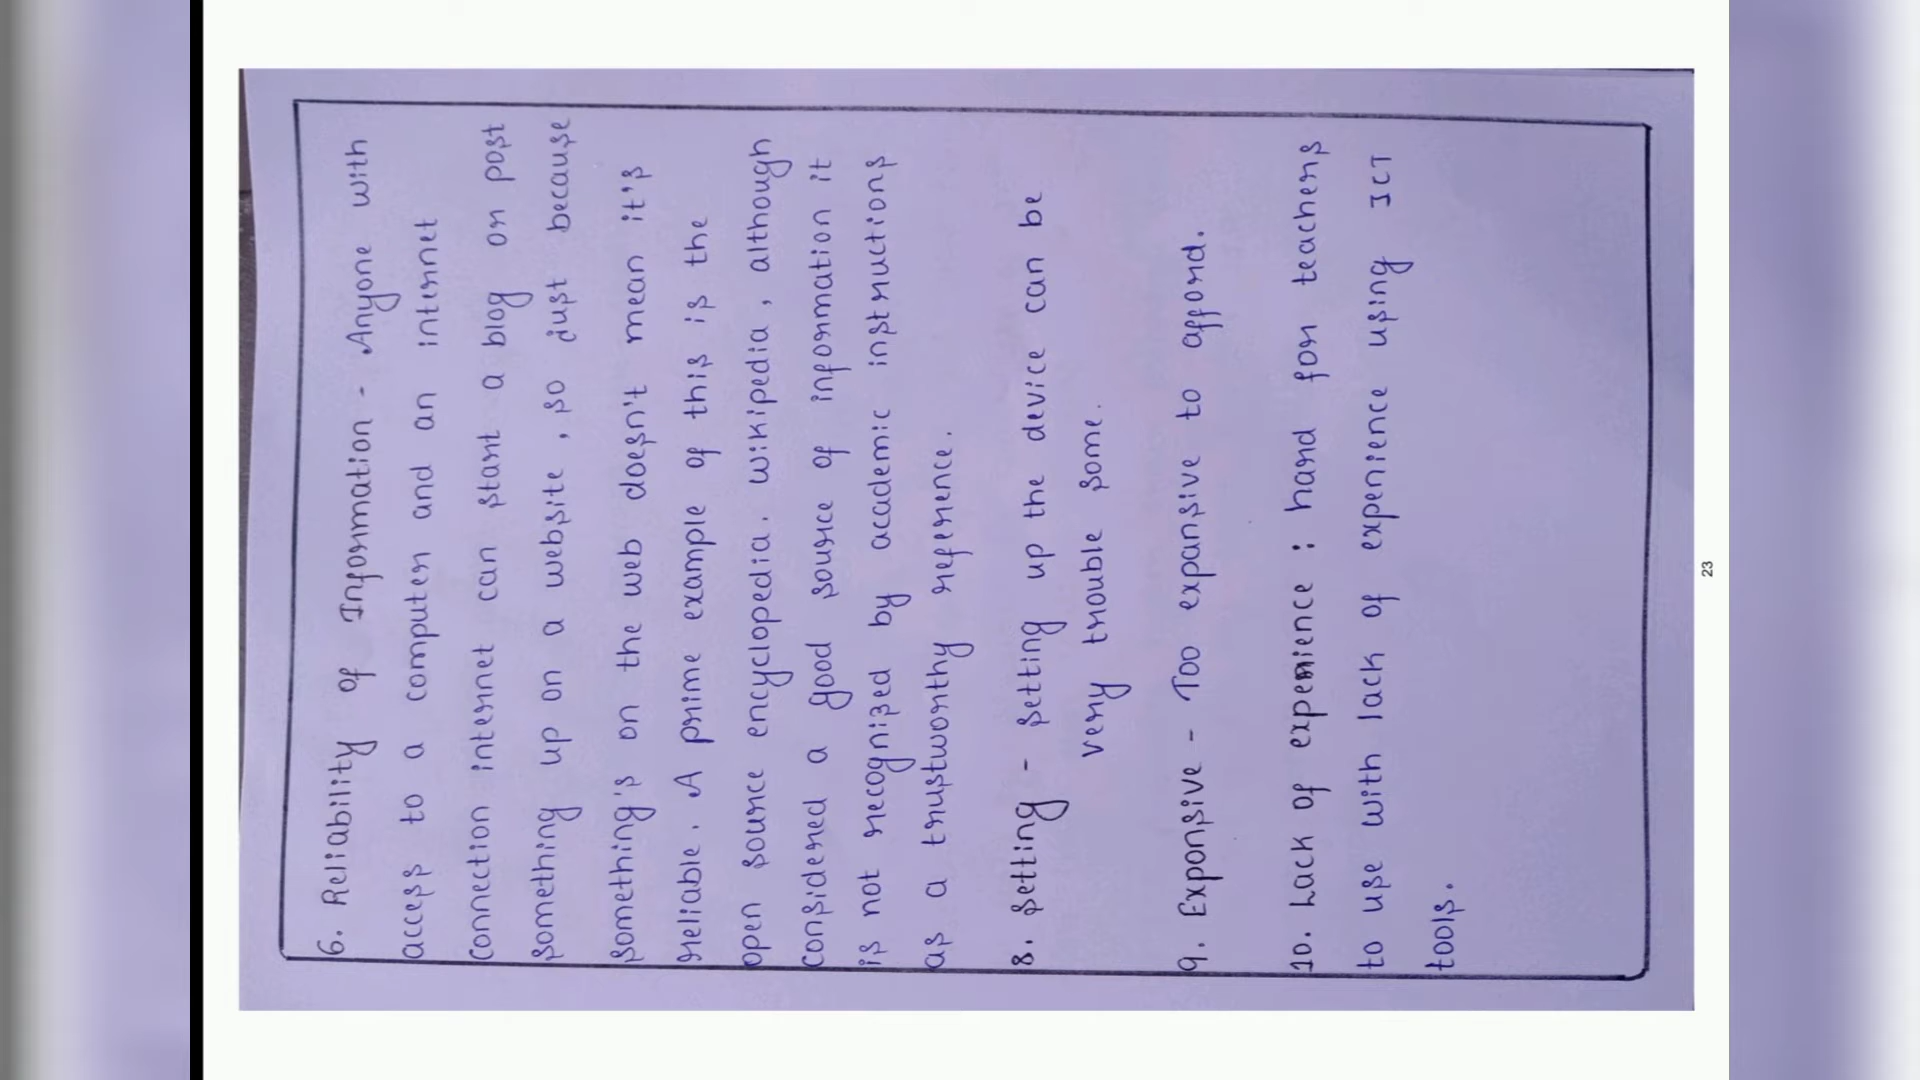 6. Reliability of Information - Anyone with
access to a computer and an internet
connection internet can start a blog or post
something up on a website, so just because
something's on the web doesn't mean it's
reliable. A prime example of this is the
open source encyclopedia. wikipedia, although
considered a good source of information it
is not recognized by academic instructions
as a trustworthy reference.
8. Setting - Setting up the device can be
very trouble some.
9. Exponsive - Too expansive to afford.
10. Lack of experience : hard for teachers
to use with lack of experience using ICT
tools.
23